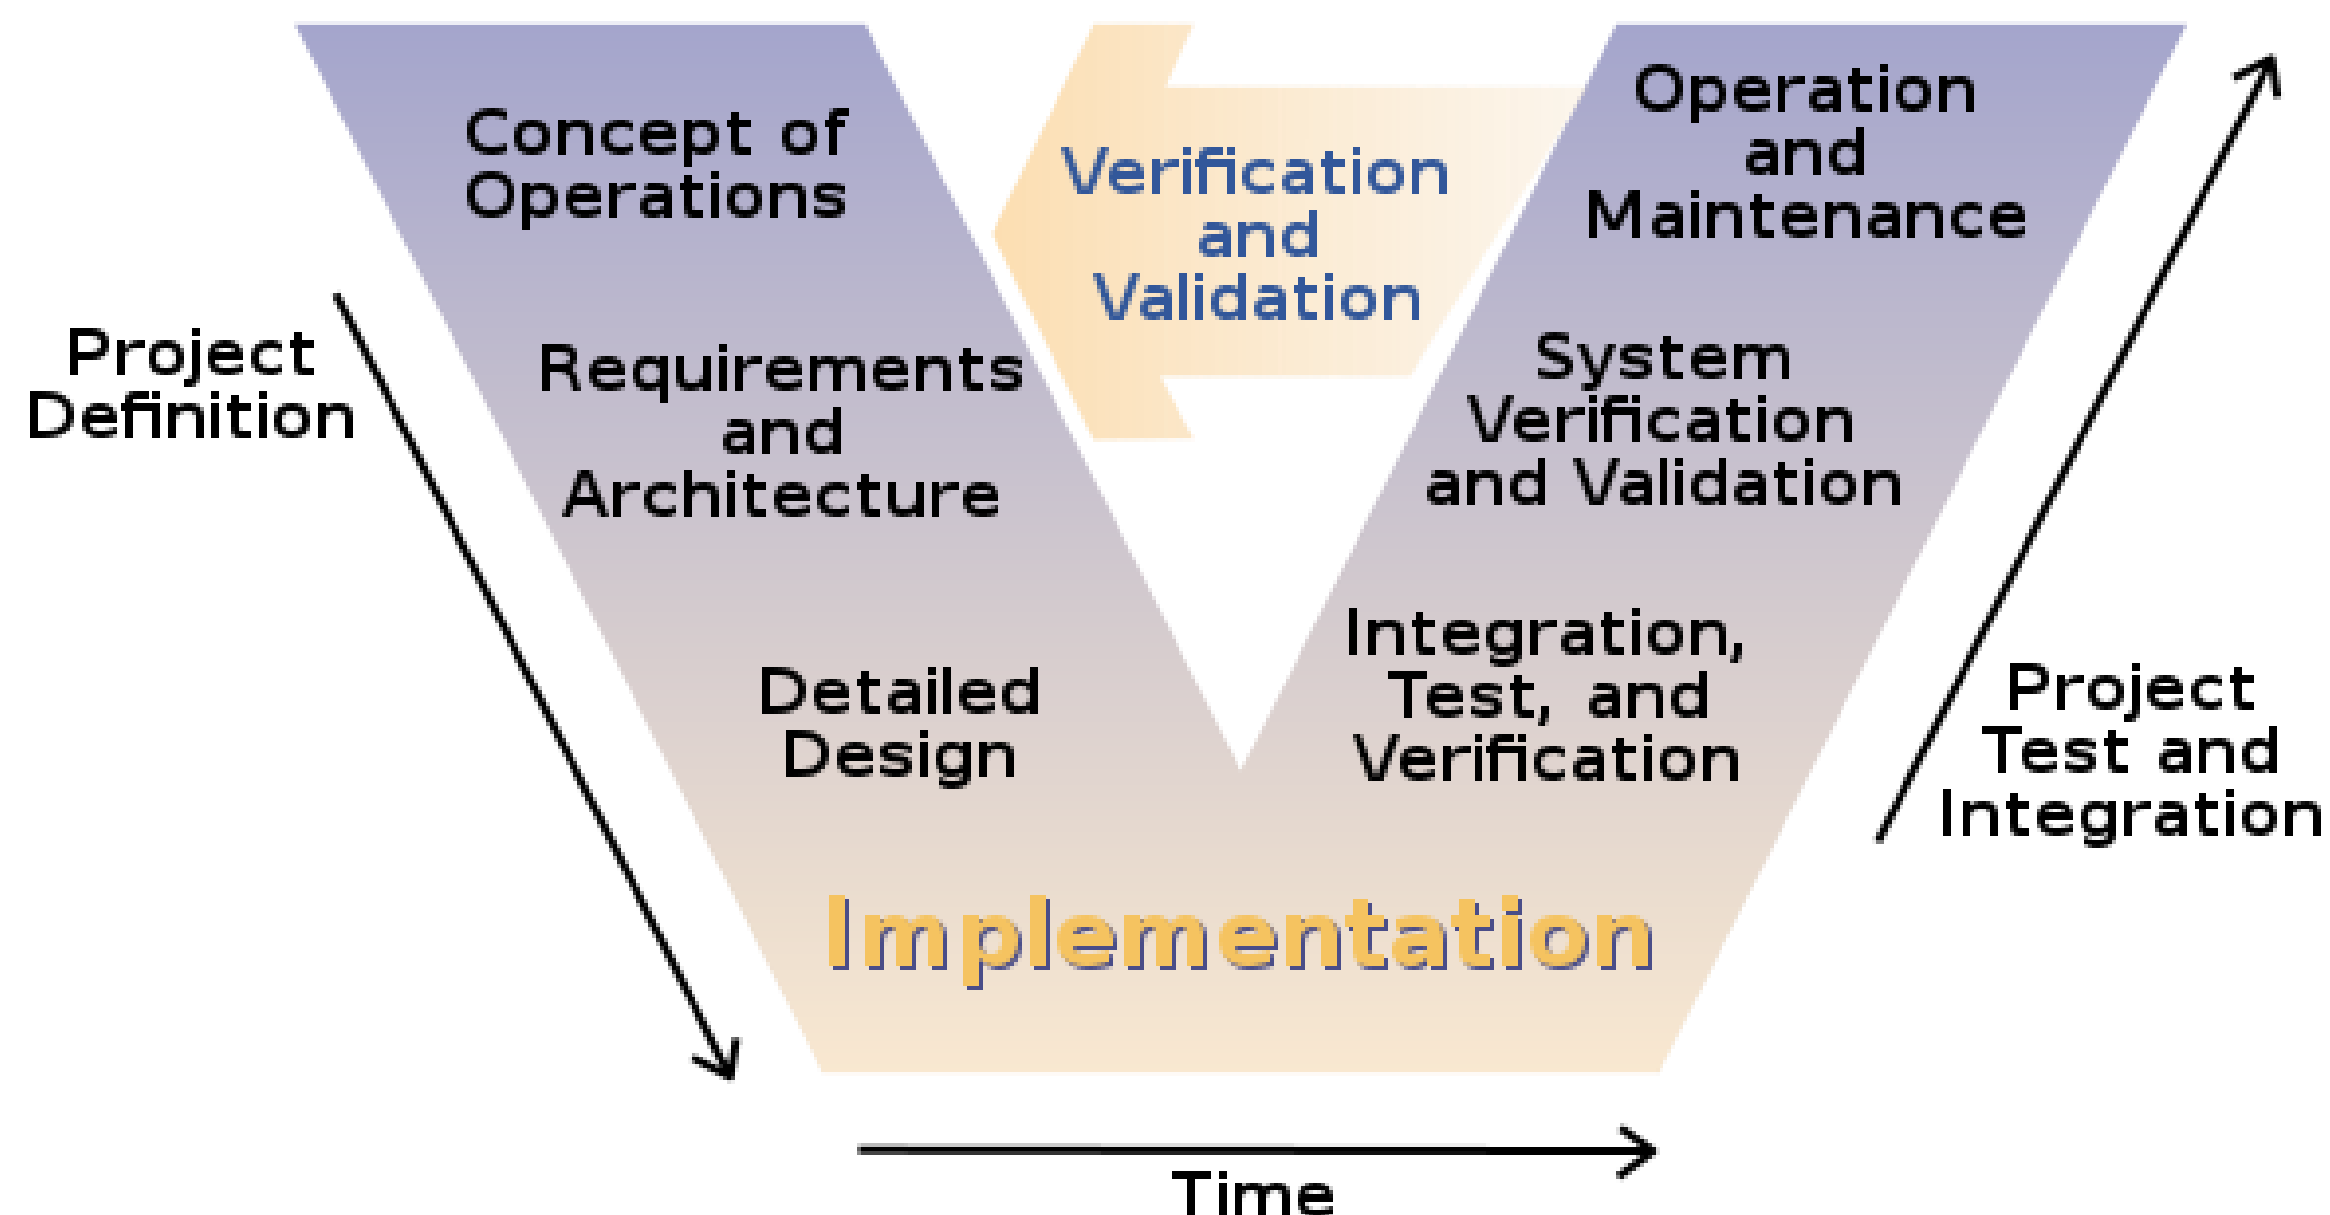 Concept of
Operations
Verification
and
Validation
Operation
and
Maintenance
Project
Definition
Requirements
and
Architecture
System
Verification
and Validation
Detailed
Design
Integration,
Test, and
Verification
Project
Test and
Integration
Implementation
Time